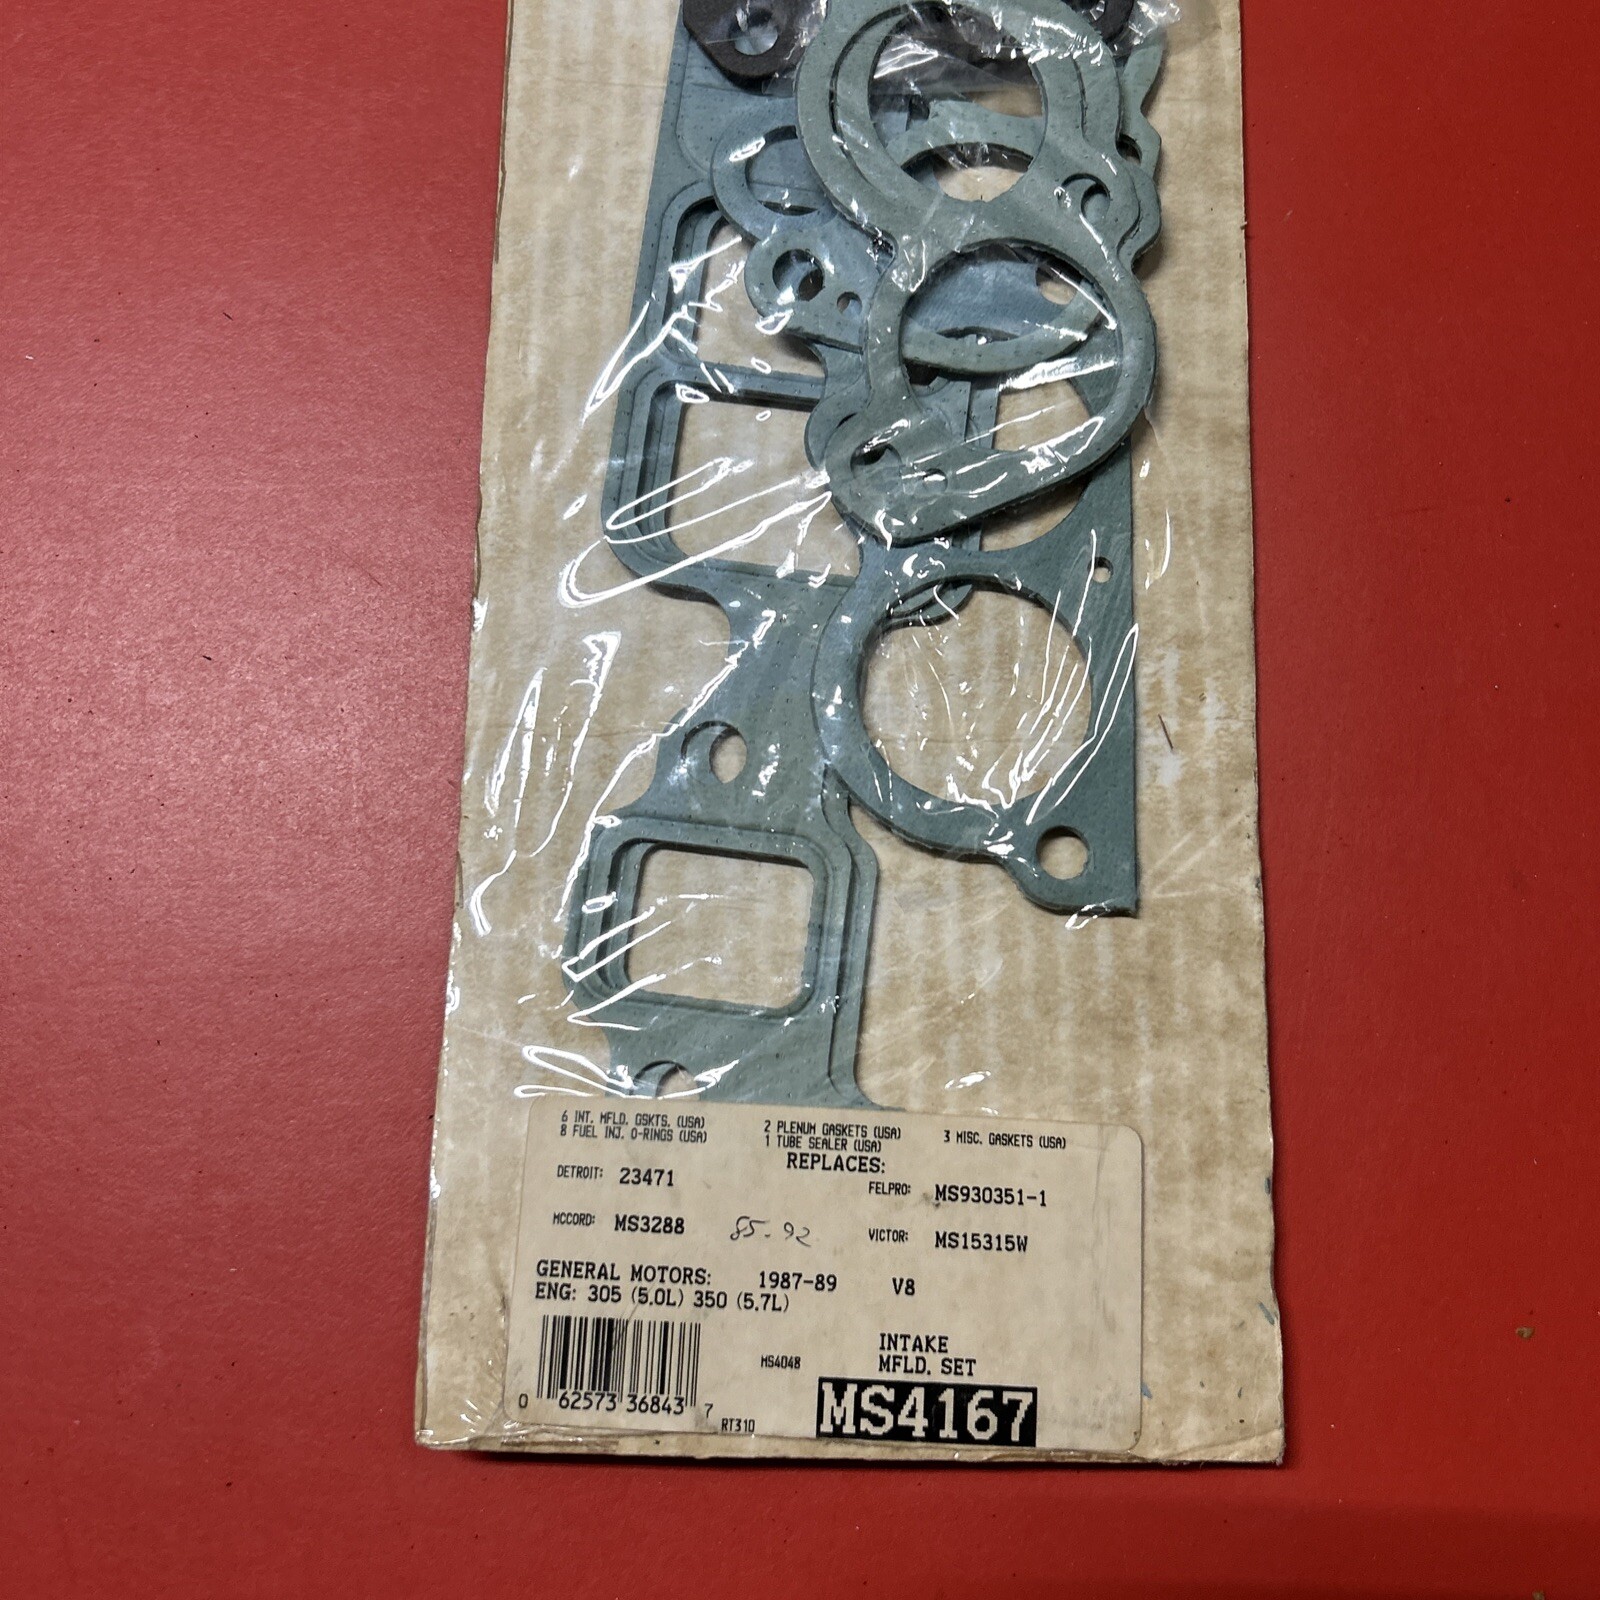 6 INT. MFLD. GSKTS. (USA)
8 FUEL INJ. O-RINGS (USA)
2 PLENUM GASKETS (USA)
1 TUBE SEALER (USA)
3 MISC. GASKETS (USA)
REPLACES:
DETROIT: 23471
FELPRO: MS930351-1
MCCORD: MS3288
85-92
VICTOR: MS15315W
GENERAL MOTORS: 1987-89 V8
ENG: 305 (5.0L) 350 (5.7L)
INTAKE
MFLD. SET
MS4048
MS4167
0 62573 36843 7
RT310